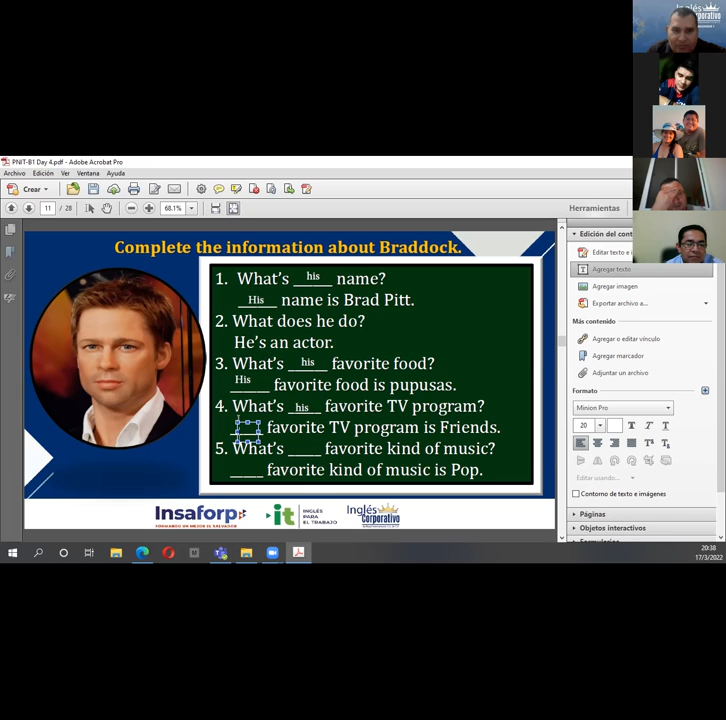 Inglés
Corporativo
PNIT-B1 Day 4.pdf - Adobe Acrobat Pro
Archivo Edición Ver Ventana Ayuda
Crear
11 / 28 68.1%
Herramientas
Complete the information about Braddock.
1. What's his name?
His name is Brad Pitt.
2. What does he do?
He's an actor.
3. What's his favorite food?
His favorite food is pupusas.
4. What's his favorite TV program?
favorite TV program is Friends.
5. What's _____ favorite kind of music?
_____ favorite kind of music is Pop.
Insaforp
FORMANDO UN MEJOR EL SALVADOR
it INGLÉS PARA EL TRABAJO
Inglés
Corporativo
Edición del cont
Editar texto e i
Agregar texto
Agregar imagen
Exportar archivo a...
Más contenido
Agregar o editar vínculo
Agregar marcador
Adjuntar un archivo
Formato
Minion Pro
20 T T T
Editar usando...
Contorno de texto e imágenes
Páginas
Objetos interactivos
20:38
17/3/2022